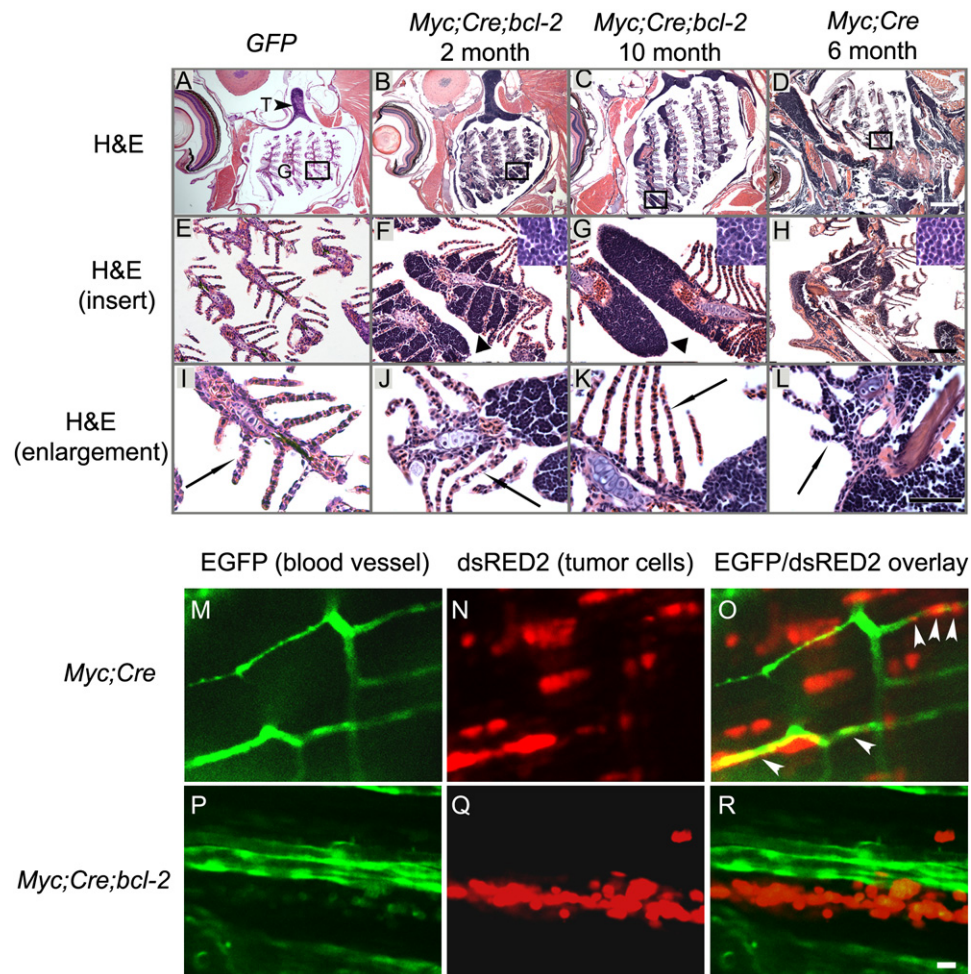 GFP
Myc;Cre;bcl-2
2 month
Myc;Cre;bcl-2
10 month
Myc;Cre
6 month
H&E
A
T
G
B
C
D
H&E
(insert)
E
F
G
H
H&E
(enlargement)
I
J
K
L
EGFP (blood vessel)
dsRED2 (tumor cells)
EGFP/dsRED2 overlay
Myc;Cre
M
N
O
Myc;Cre;bcl-2
P
Q
R